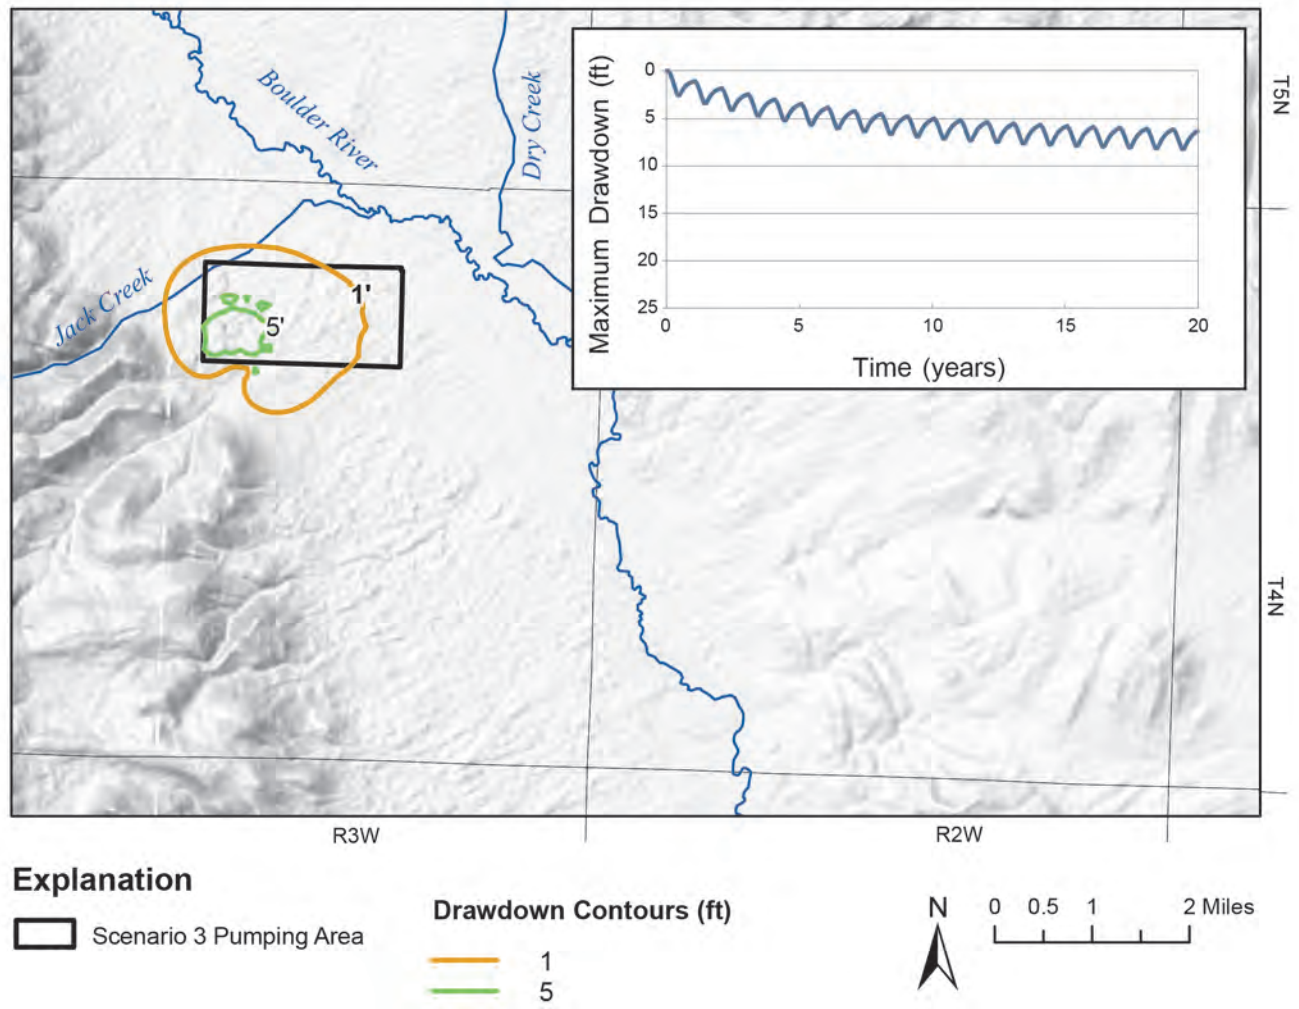 Boulder River
Dry Creek
Jack Creek
1'
5'
Maximum Drawdown (ft)
0
5
10
15
20
25
0 5 10 15 20
Time (years)
T5N
T4N
R3W R2W
Explanation
Scenario 3 Pumping Area
Drawdown Contours (ft)
1
5
N
0 0.5 1 2 Miles